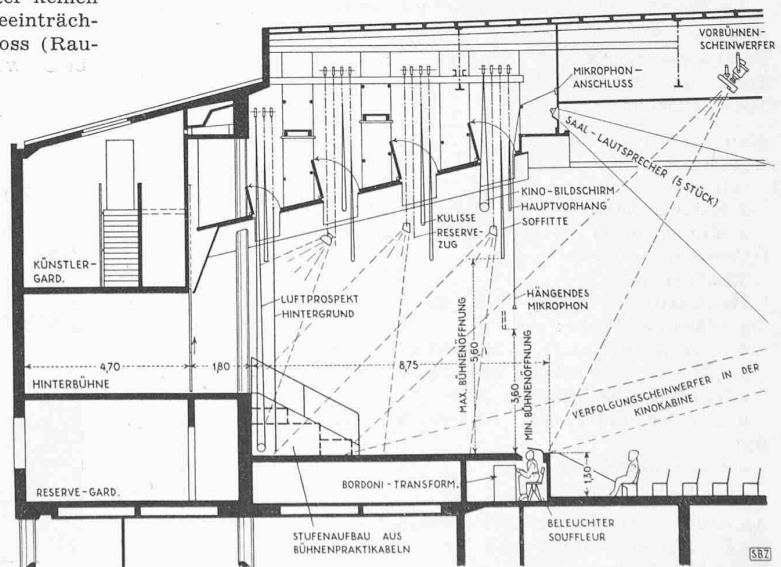 keinen
eeinträch-
oss (Rau-
VORBÜHNEN-
SCHEINWERFER
MIKROPHON-
ANSCHLUSS
SAAL-LAUTSPRECHER (5 STÜCK)
KINO-BILDSCHIRM
HAUPTVORHANG
SOFFITTE
KULISSE
RESERVE-
ZUG
KÜNSTLER-
GARD.
LUFTPROSPEKT
HINTERGRUND
HÄNGENDES
MIKROPHON
MAX. BÜHNENÖFFNUNG
5,60
3,60
MIN. BÜHNENÖFFNUNG
4,70
1,80
8,75
HINTERBÜHNE
VERFOLGUNGSCHEINWERFER IN DER
KINOKABINE
1,30
RESERVE-GARD.
BORDONI-TRANSFORM.
STUFENAUFBAU AUS
BÜHNENPRAKTIKABELN
BELEUCHTER
SOUFFLEUR
SBZ